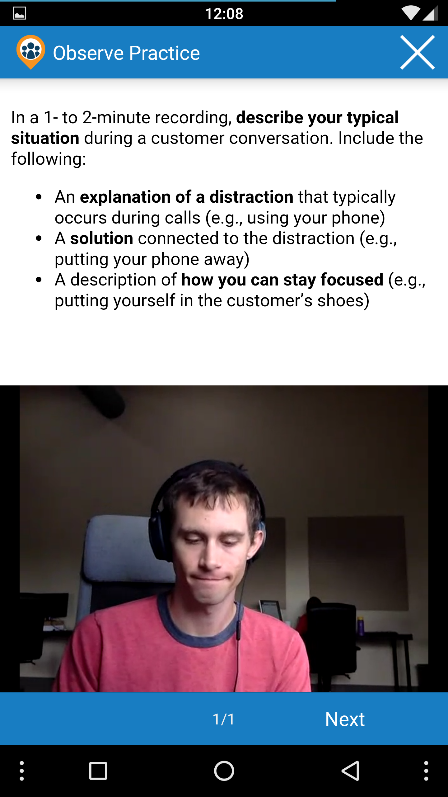 12:08
Observe Practice
In a 1- to 2-minute recording, describe your typical
situation during a customer conversation. Include the
following:
• An explanation of a distraction that typically
occurs during calls (e.g., using your phone)
• A solution connected to the distraction (e.g.,
putting your phone away)
• A description of how you can stay focused (e.g.,
putting yourself in the customer's shoes)
1/1
Next